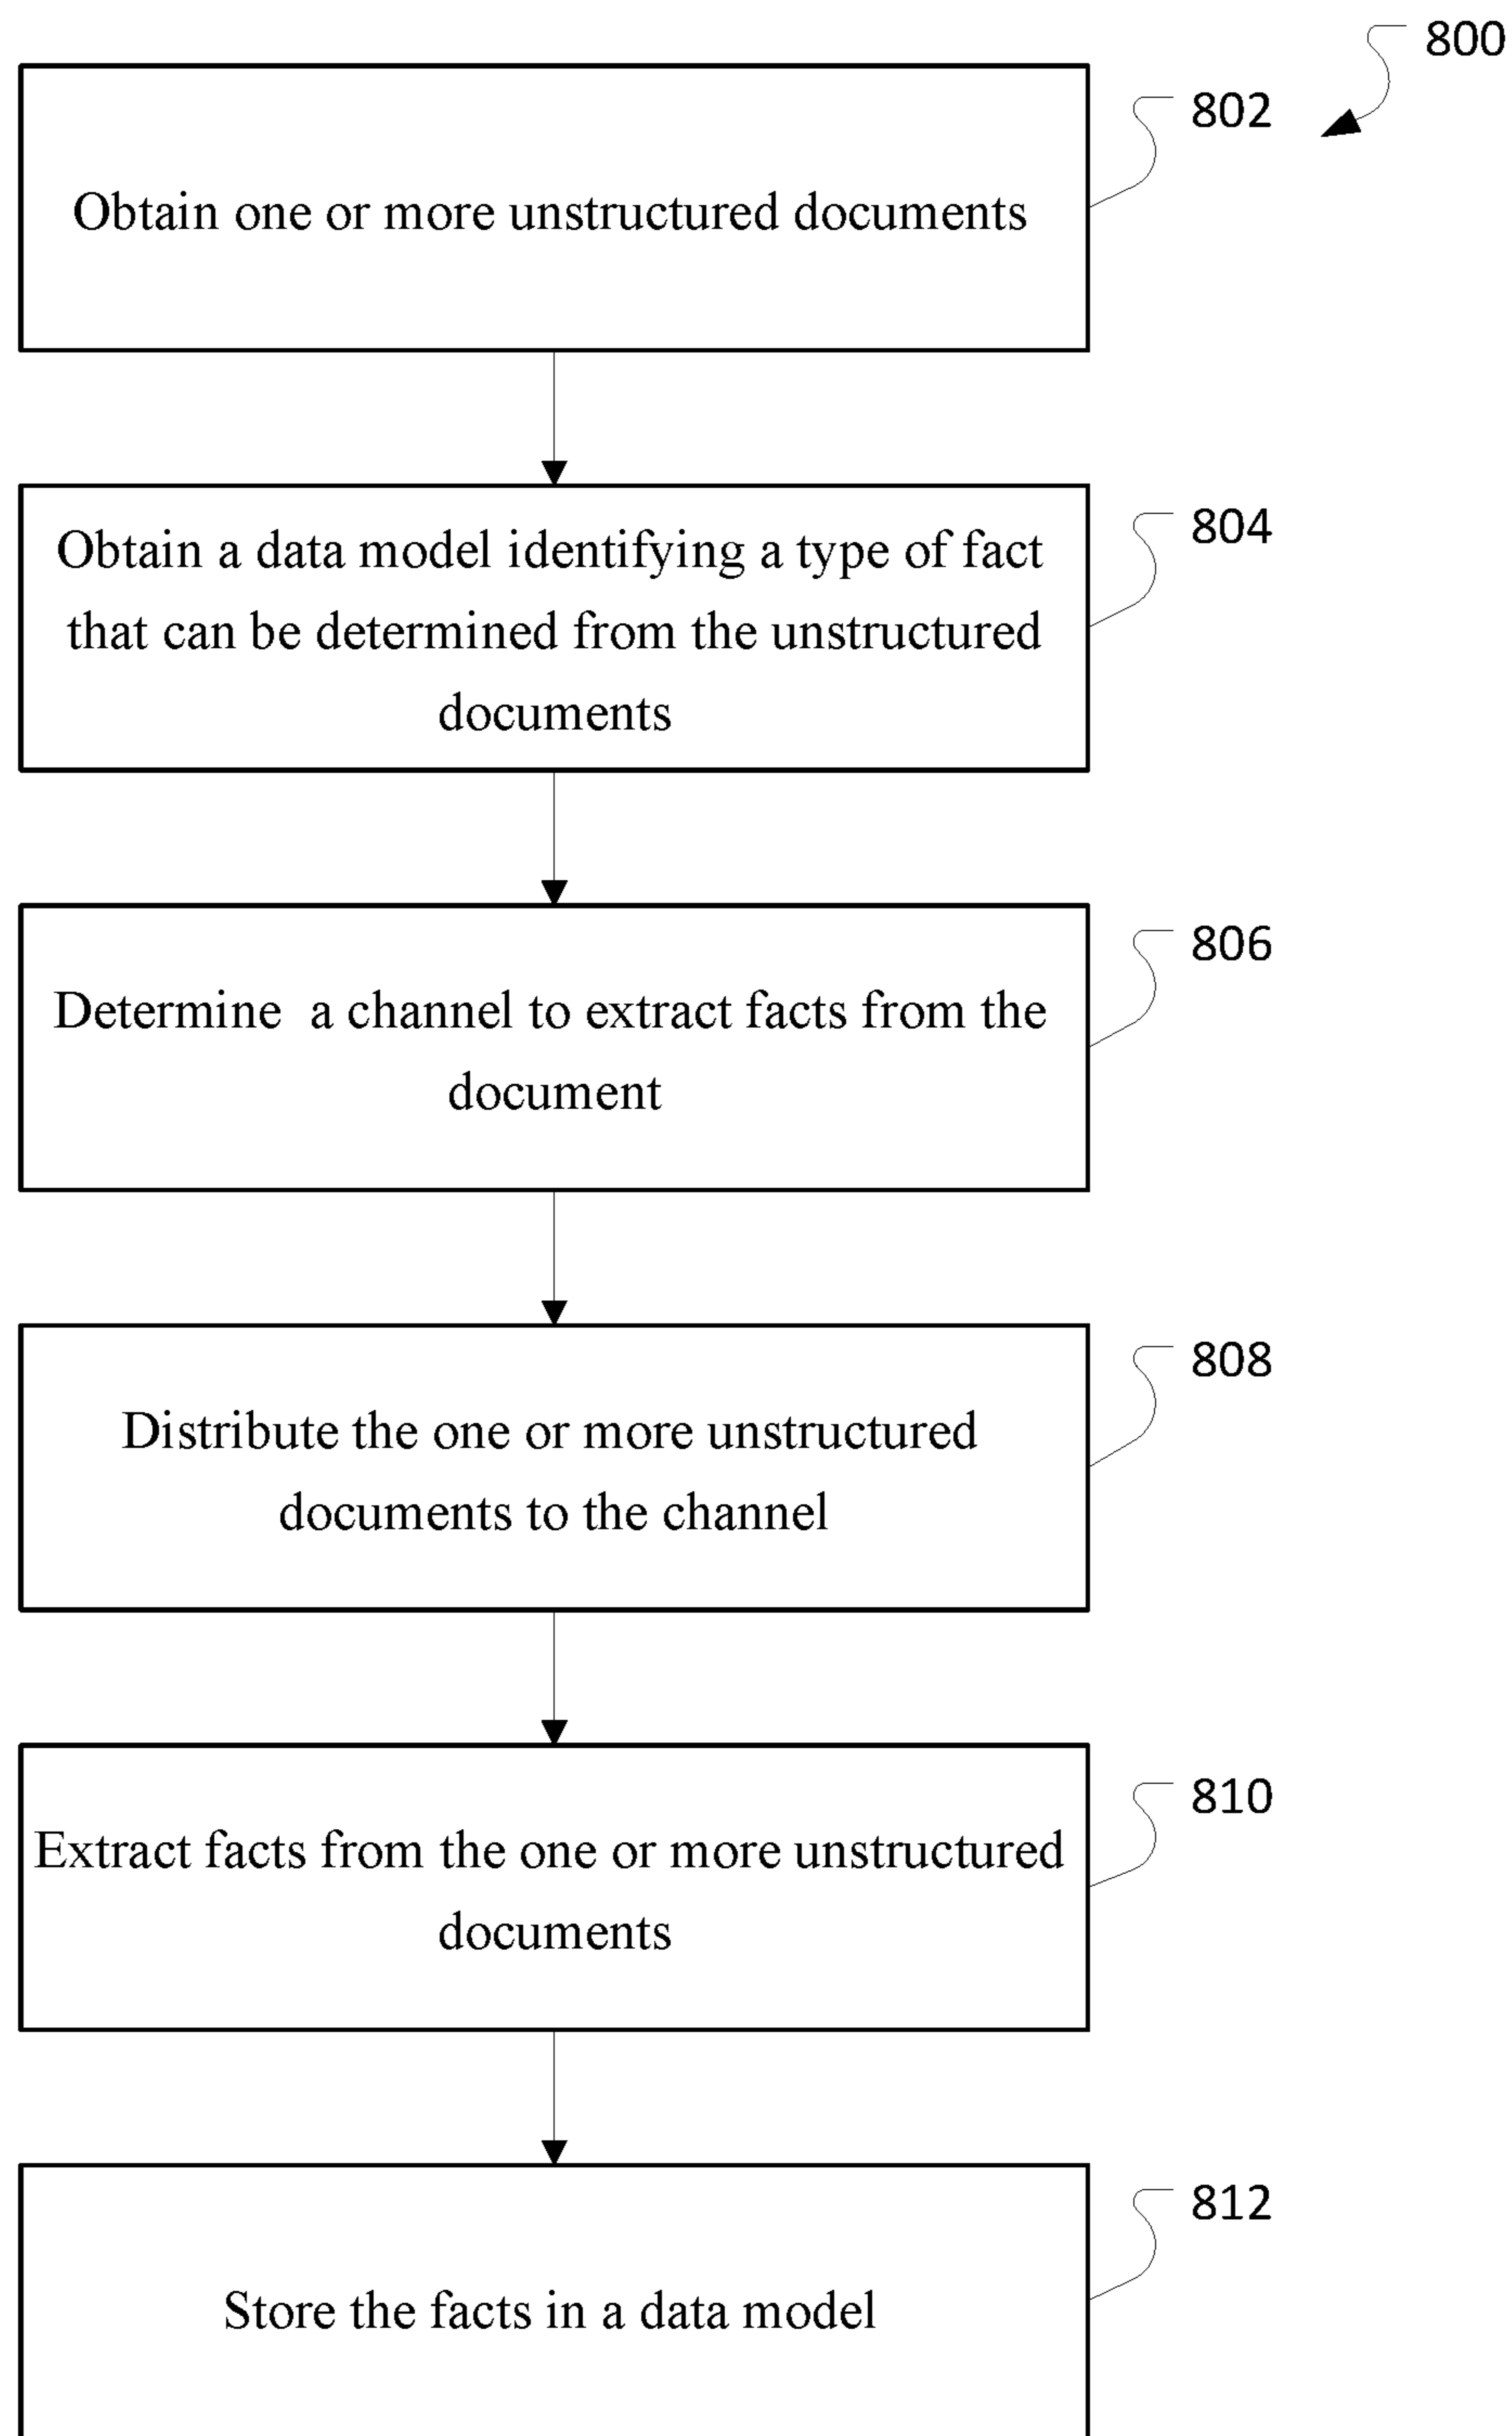 800
802
Obtain one or more unstructured documents
804
Obtain a data model identifying a type of fact
that can be determined from the unstructured
documents
806
Determine  a channel to extract facts from the
document
808
Distribute the one or more unstructured
documents to the channel
810
Extract facts from the one or more unstructured
documents
812
Store the facts in a data model